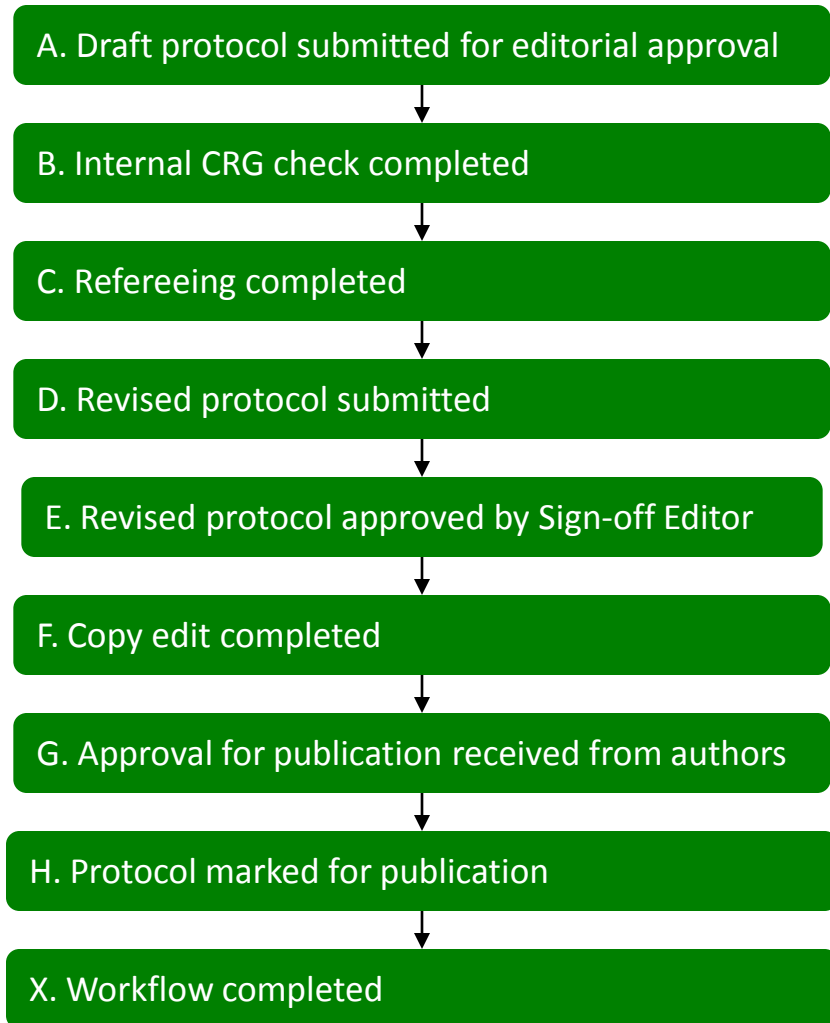 A. Draft protocol submitted for editorial approval
B. Internal CRG check completed
C. Refereeing completed
D. Revised protocol submitted
E. Revised protocol approved by Sign-off Editor
F. Copy edit completed
G. Approval for publication received from authors
H. Protocol marked for publication
X. Workflow completed